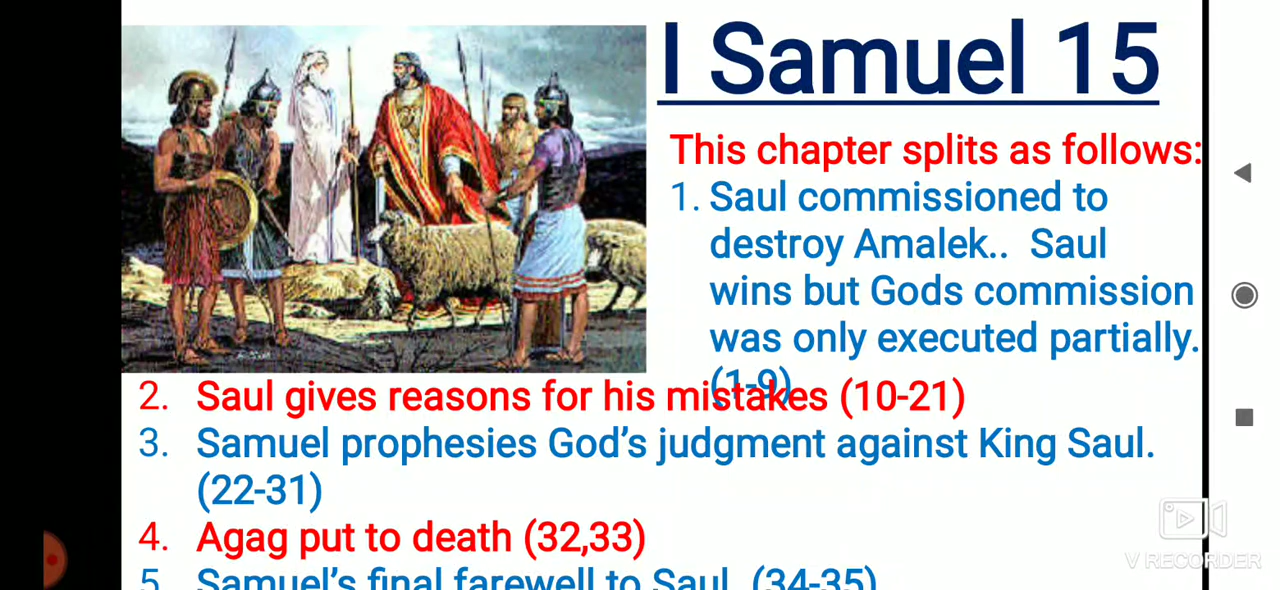 I Samuel 15
This chapter splits as follows:
1. Saul commissioned to
destroy Amalek.. Saul
wins but Gods commission
was only executed partially.
(1-9)
2. Saul gives reasons for his mistakes (10-21)
3. Samuel prophesies God's judgment against King Saul.
(22-31)
4. Agag put to death (32,33)
5. Samuel's final farewell to Saul. (34-35)
V RECORDER